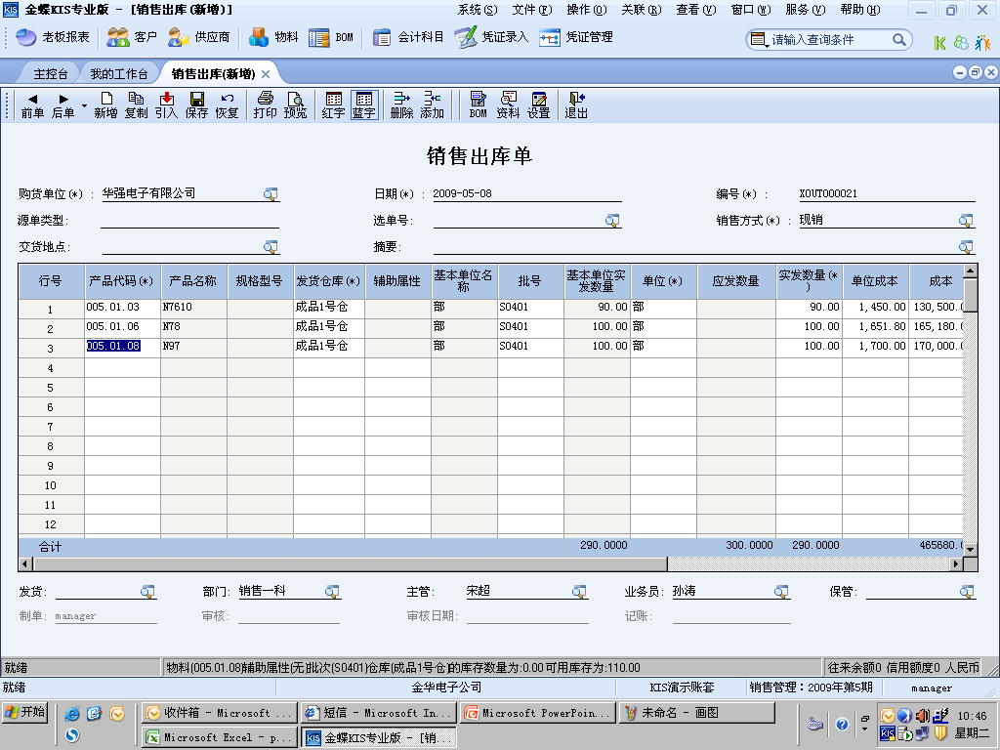 金蝶KIS专业版 - [销售出库(新增)]
系统(S) 文件(F) 操作(O) 关联(R) 查看(V) 窗口(W) 服务(V) 帮助(H)
老板报表 客户 供应商 物料 BOM 会计科目 凭证录入 凭证管理 请输入查询条件
主控台 我的工作台 销售出库(新增)
前单 后单 新增 复制 引入 保存 恢复 打印 预览 红字 蓝字 删除 添加 BOM 资料 设置 退出
销售出库单
购货单位(*) : 华强电子有限公司 日期(*) : 2009-05-08 编号(*) : XOUT000021
源单类型: 选单号: 销售方式(*) : 现销
交货地点: 摘要:
行号 产品代码(*) 产品名称 规格型号 发货仓库(*) 辅助属性 基本单位名称 批号 基本单位实发数量 单位(*) 应发数量 实发数量(*) 单位成本 成本
1 005.01.03 N7610 成品1号仓 部 S0401 90.00 部 90.00 1,450.00 130,500.0
2 005.01.06 N78 成品1号仓 部 S0401 100.00 部 100.00 1,651.80 165,180.0
3 005.01.08 N97 成品1号仓 部 S0401 100.00 部 100.00 1,700.00 170,000.0
4
5
6
7
8
9
10
11
12
合计 290.0000 300.0000 290.0000 465680.0
发货: 部门: 销售一科 主管: 宋超 业务员: 孙涛 保管:
制单: manager 审核: 审核日期: 记账:
就绪 物料(005.01.08)辅助属性(无)批次(S0401)仓库(成品1号仓)的库存数量为:0.00 可用库存为:110.00 往来余额0 信用额度0 人民币
就绪 金华电子公司 KIS演示账套 销售管理：2009年第5期 manager
开始 收件箱 - Microsoft ... 短信 - Microsoft In... Microsoft PowerPoin... 未命名 - 画图 10:46
Microsoft Excel - p... 金蝶KIS专业版 - [销... 星期二